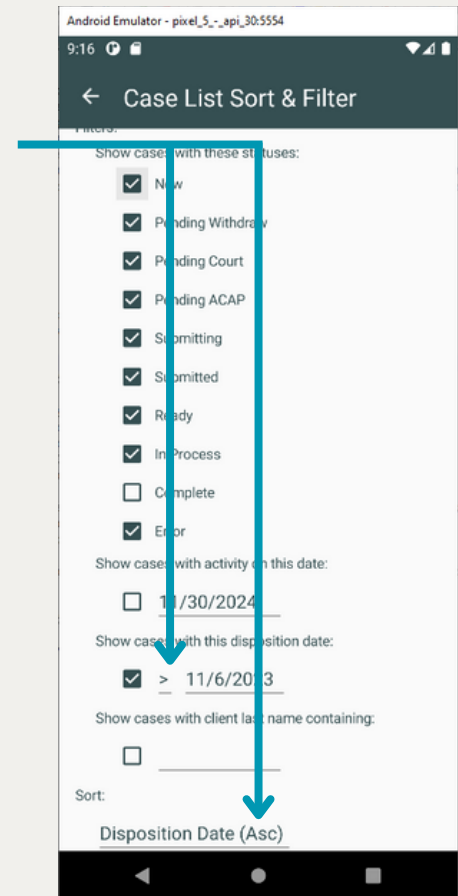 Android Emulator - pixel_5_-_api_30:5554
9:16
Case List Sort & Filter
Filters:
Show cases with these statuses:
New
Pending Withdraw
Pending Court
Pending ACAP
Submitting
Submitted
Ready
In Process
Complete
Error
Show cases with activity on this date:
11/30/2024
Show cases with this disposition date:
> 11/6/2023
Show cases with client last name containing:
Sort:
Disposition Date (Asc)